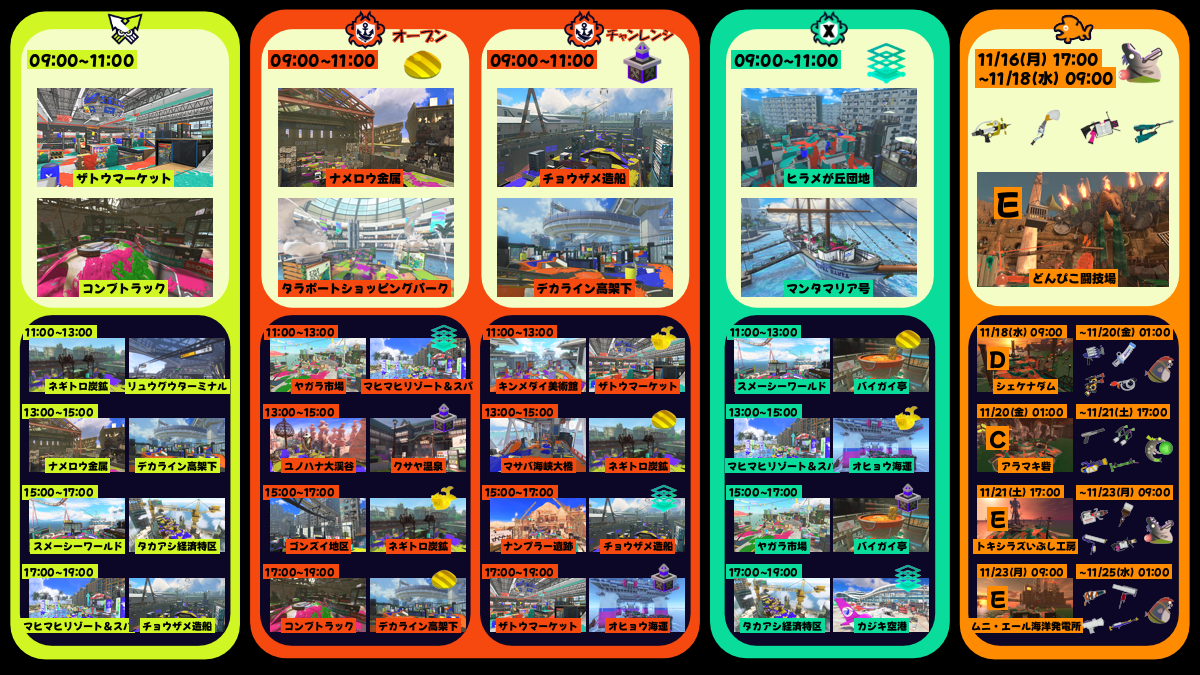 09:00~11:00
ザトウマーケット
コンブトラック
11:00~13:00
ネギトロ炭鉱
リュウグウターミナル
13:00~15:00
ナメロウ金属
デカライン高架下
15:00~17:00
スメーシーワールド
タカアシ経済特区
17:00~19:00
マヒマヒリゾート&スパ
チョウザメ造船
オープン
09:00~11:00
ナメロウ金属
タラポートショッピングパーク
11:00~13:00
ヤガラ市場
マヒマヒリゾート&スパ
13:00~15:00
ユノハナ大渓谷
クサヤ温泉
15:00~17:00
ゴンズイ地区
ネギトロ炭鉱
17:00~19:00
コンブトラック
デカライン高架下
チャレンジ
09:00~11:00
チョウザメ造船
デカライン高架下
11:00~13:00
キンメダイ美術館
ザトウマーケット
13:00~15:00
マサバ海峡大橋
ネギトロ炭鉱
15:00~17:00
ナンプラー遺跡
チョウザメ造船
17:00~19:00
ザトウマーケット
オヒョウ海運
X
09:00~11:00
ヒラメが丘団地
マンタマリア号
11:00~13:00
スメーシーワールド
バイガイ亭
13:00~15:00
マヒマヒリゾート&スパ
オヒョウ海運
15:00~17:00
ヤガラ市場
バイガイ亭
17:00~19:00
タカアシ経済特区
カジキ空港
11/16(月) 17:00
~11/18(水) 09:00
E
どんぴこ闘技場
11/18(水) 09:00
~11/20(金) 01:00
D
シェケナダム
11/20(金) 01:00
~11/21(土) 17:00
C
アラマキ砦
11/21(土) 17:00
~11/23(月) 09:00
E
トキシラズいぶし工房
11/23(月) 09:00
~11/25(水) 01:00
E
ムニ・エール海洋発電所